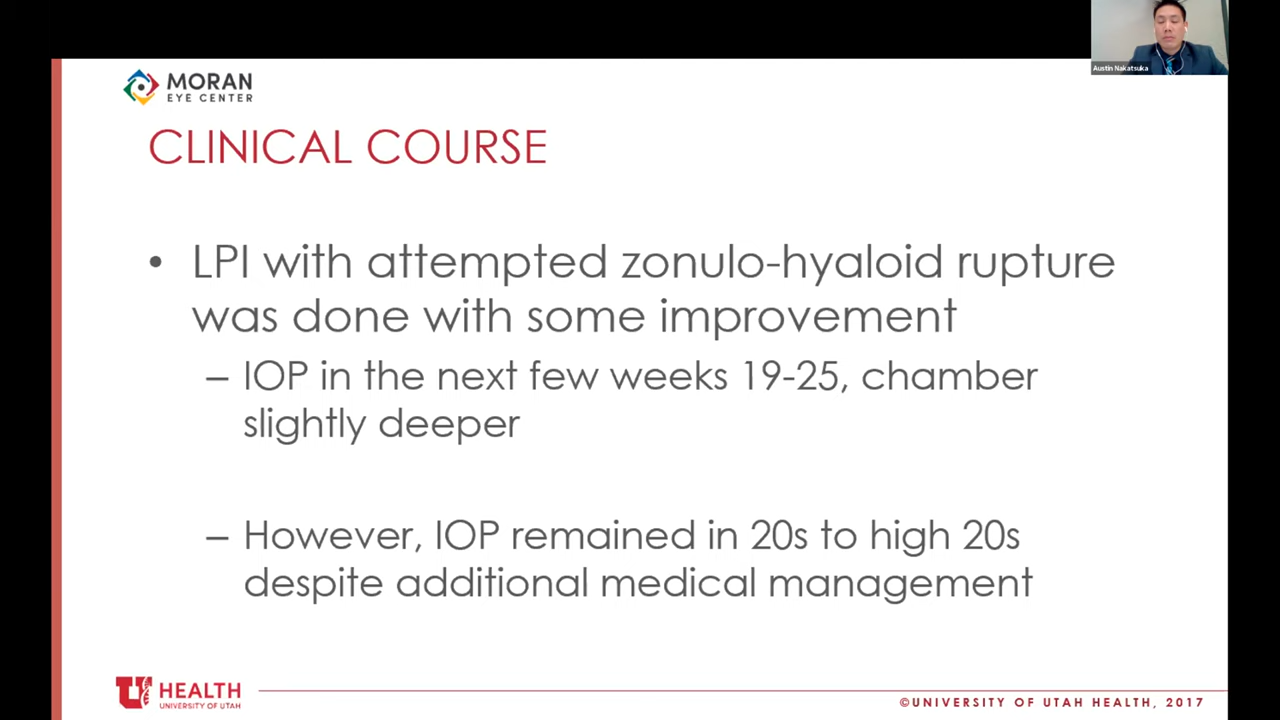 Austin Nakatsuka
MORAN
EYE CENTER
CLINICAL COURSE
• LPI with attempted zonulo-hyaloid rupture
was done with some improvement
– IOP in the next few weeks 19-25, chamber
slightly deeper
– However, IOP remained in 20s to high 20s
despite additional medical management
U HEALTH
UNIVERSITY OF UTAH
©UNIVERSITY OF UTAH HEALTH, 2017